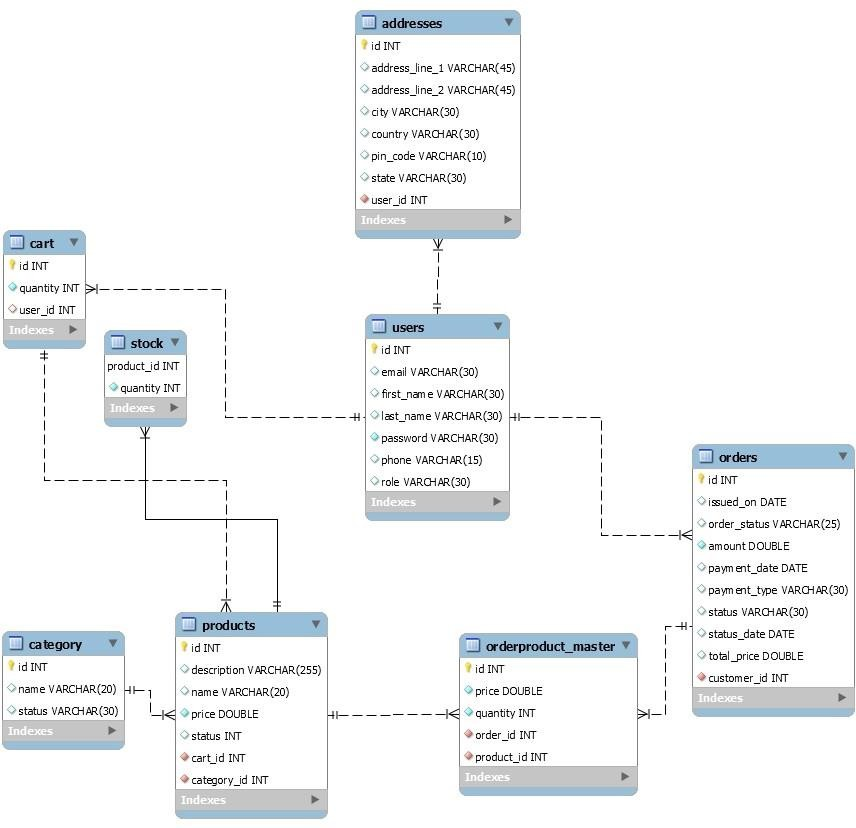 addresses
id INT
address_line_1 VARCHAR(45)
address_line_2 VARCHAR(45)
city VARCHAR(30)
country VARCHAR(30)
pin_code VARCHAR(10)
state VARCHAR(30)
user_id INT
Indexes
cart
id INT
quantity INT
user_id INT
Indexes
stock
product_id INT
quantity INT
Indexes
users
id INT
email VARCHAR(30)
first_name VARCHAR(30)
last_name VARCHAR(30)
password VARCHAR(30)
phone VARCHAR(15)
role VARCHAR(30)
Indexes
orders
id INT
issued_on DATE
order_status VARCHAR(25)
amount DOUBLE
payment_date DATE
payment_type VARCHAR(30)
status VARCHAR(30)
status_date DATE
total_price DOUBLE
customer_id INT
Indexes
category
id INT
name VARCHAR(20)
status VARCHAR(30)
Indexes
products
id INT
description VARCHAR(255)
name VARCHAR(20)
price DOUBLE
status INT
cart_id INT
category_id INT
Indexes
orderproduct_master
id INT
price DOUBLE
quantity INT
order_id INT
product_id INT
Indexes